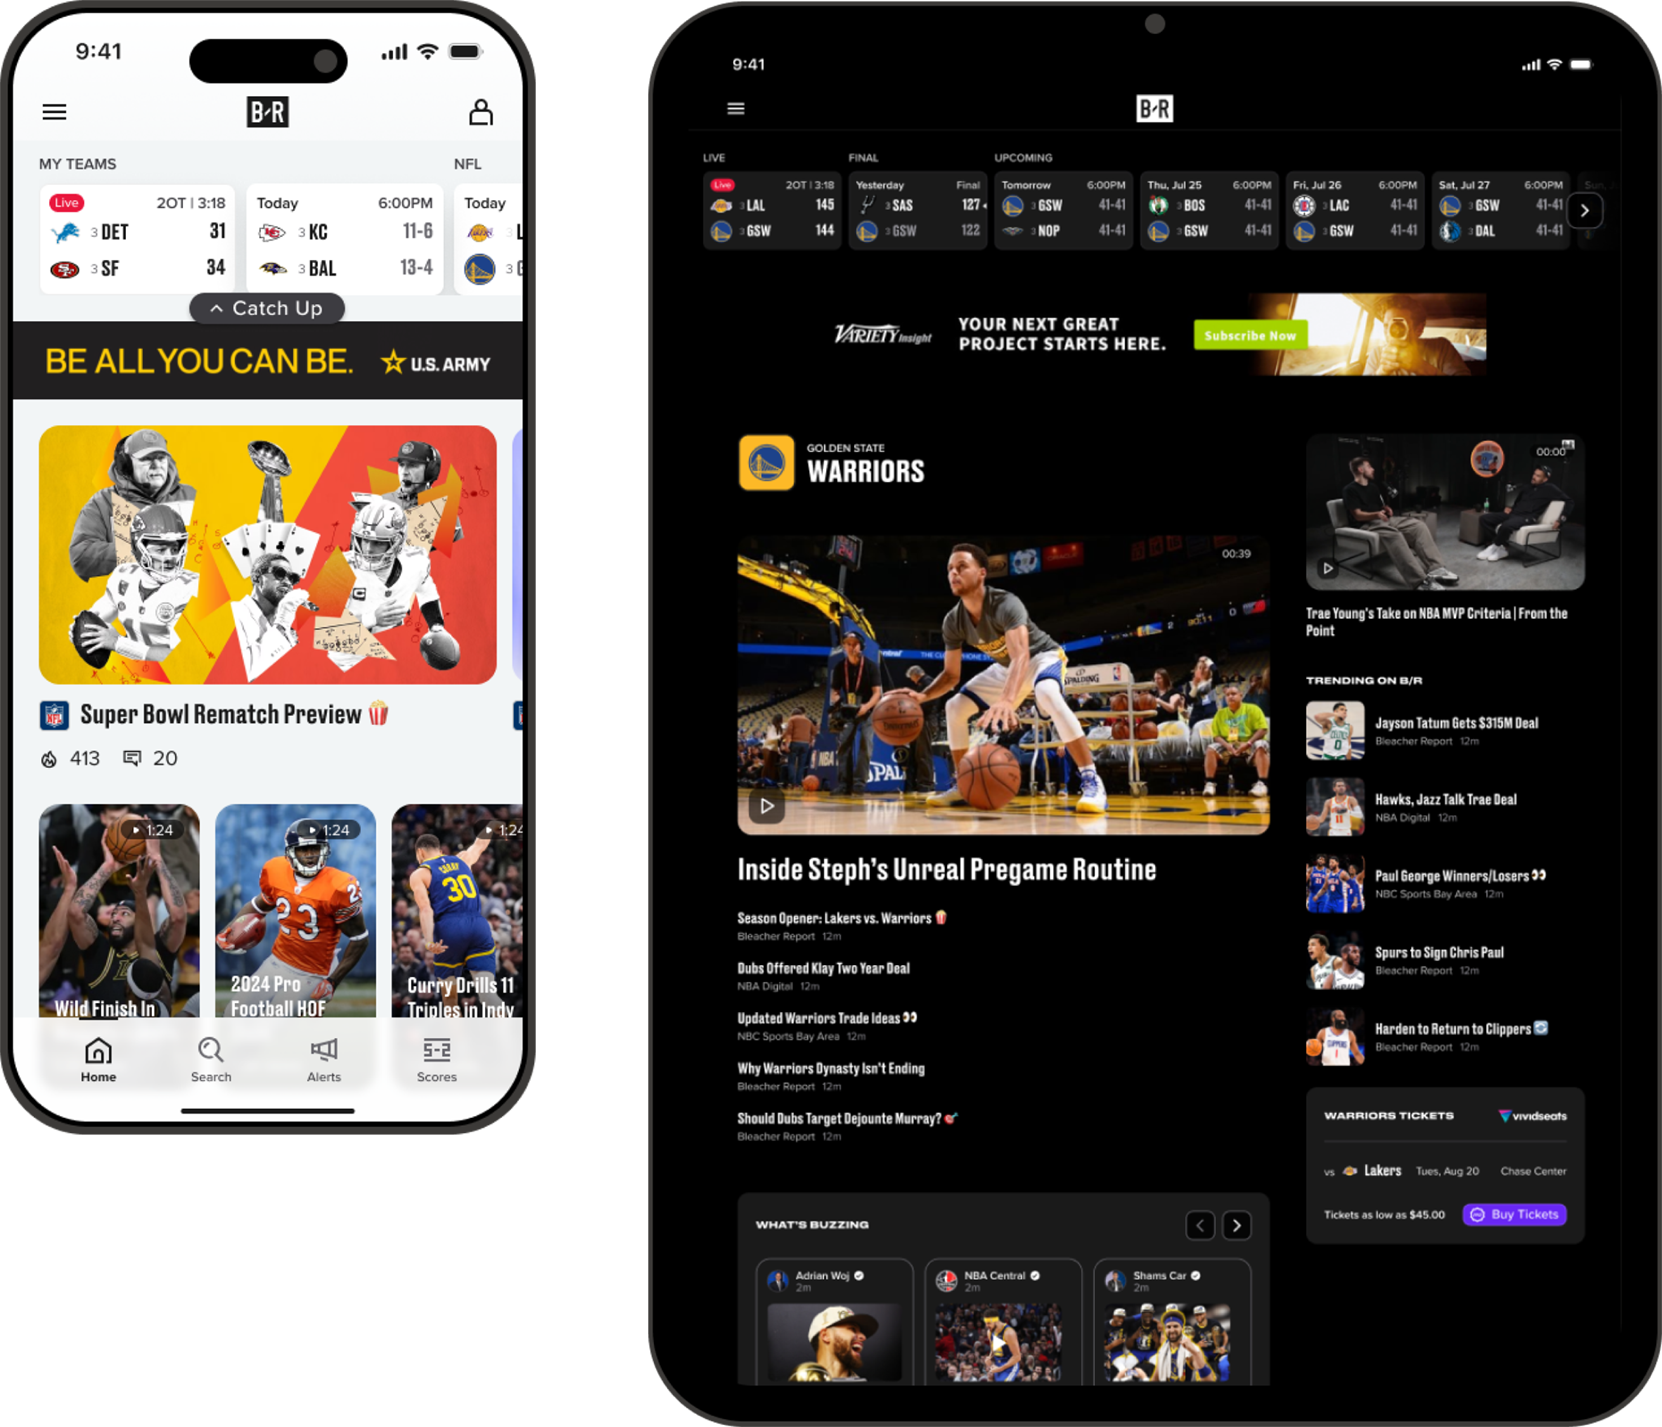 9:41
B/R
MY TEAMS
NFL
Live 2OT | 3:18
3 DET 31
3 SF 34
Today 6:00PM
3 KC 11-6
3 BAL 13-4
Today
3 L
3
Catch Up
BE ALL YOU CAN BE. U.S. ARMY
NFL Super Bowl Rematch Preview 🍿
413 20
1:24
Wild Finish In
1:24
23
2024 Pro
Football HOF
1:24
CURRY
30
Curry Drills 11
Triples in Indy
5-2
Home Search Alerts Scores
9:41
B/R
LIVE
FINAL
UPCOMING
Live 2OT | 3:18
3 LAL 145
3 GSW 144
Yesterday Final
3 SAS 127
3 GSW 122
Tomorrow 6:00PM
3 GSW 41-41
3 NOP 41-41
Thu, Jul 25 6:00PM
3 BOS 41-41
3 GSW 41-41
Fri, Jul 26 6:00PM
3 LAC 41-41
3 GSW 41-41
Sat, Jul 27 6:00PM
3 GSW 41-41
3 DAL 41-41
VARIETY Insight
YOUR NEXT GREAT
PROJECT STARTS HERE.
Subscribe Now
GOLDEN STATE
WARRIORS
00:39
SPALDING
NBA
Inside Steph's Unreal Pregame Routine
Season Opener: Lakers vs. Warriors 🍿
Bleacher Report 12m
Dubs Offered Klay Two Year Deal
NBA Digital 12m
Updated Warriors Trade Ideas 👀
NBC Sports Bay Area 12m
Why Warriors Dynasty Isn't Ending
Bleacher Report 12m
Should Dubs Target Dejounte Murray? 🎯
Bleacher Report 12m
WHAT'S BUZZING
Adrian Woj
2m
NBA Central
2m
Shams Car
2m
00:00
Trae Young's Take on NBA MVP Criteria | From the
Point
TRENDING ON B/R
Jayson Tatum Gets $315M Deal
Bleacher Report 12m
Hawks, Jazz Talk Trae Deal
NBA Digital 12m
Paul George Winners/Losers 👀
NBC Sports Bay Area 12m
Spurs to Sign Chris Paul
Bleacher Report 12m
Harden to Return to Clippers 🔄
Bleacher Report 12m
WARRIORS TICKETS vividseats
vs Lakers Tues, Aug 20 Chase Center
Tickets as low as $45.00 Buy Tickets